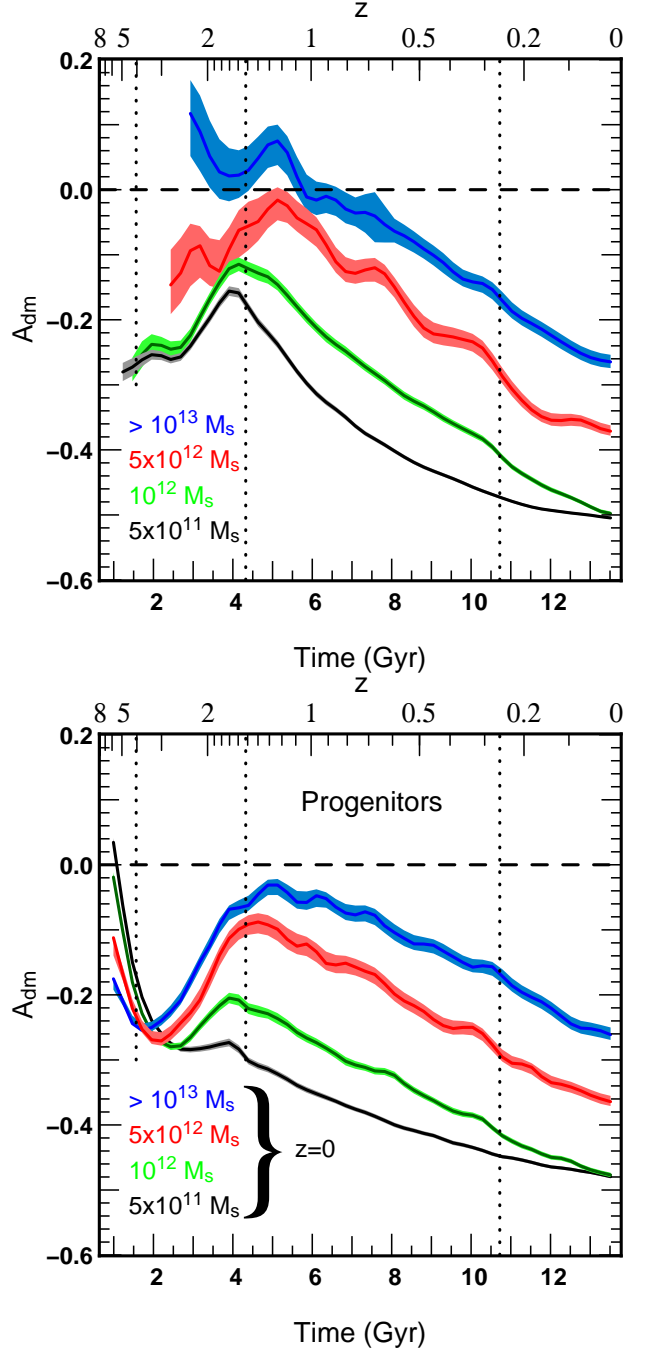 z
8 5 2 1 0.5 0.2 0
0.2
0.0
−0.2
−0.4
−0.6
A_dm
> 10^13 M_s
5x10^12 M_s
10^12 M_s
5x10^11 M_s
2 4 6 8 10 12
Time (Gyr)
z
8 5 2 1 0.5 0.2 0
0.2
0.0
−0.2
−0.4
−0.6
A_dm
Progenitors
> 10^13 M_s
5x10^12 M_s
10^12 M_s
5x10^11 M_s
z=0
2 4 6 8 10 12
Time (Gyr)